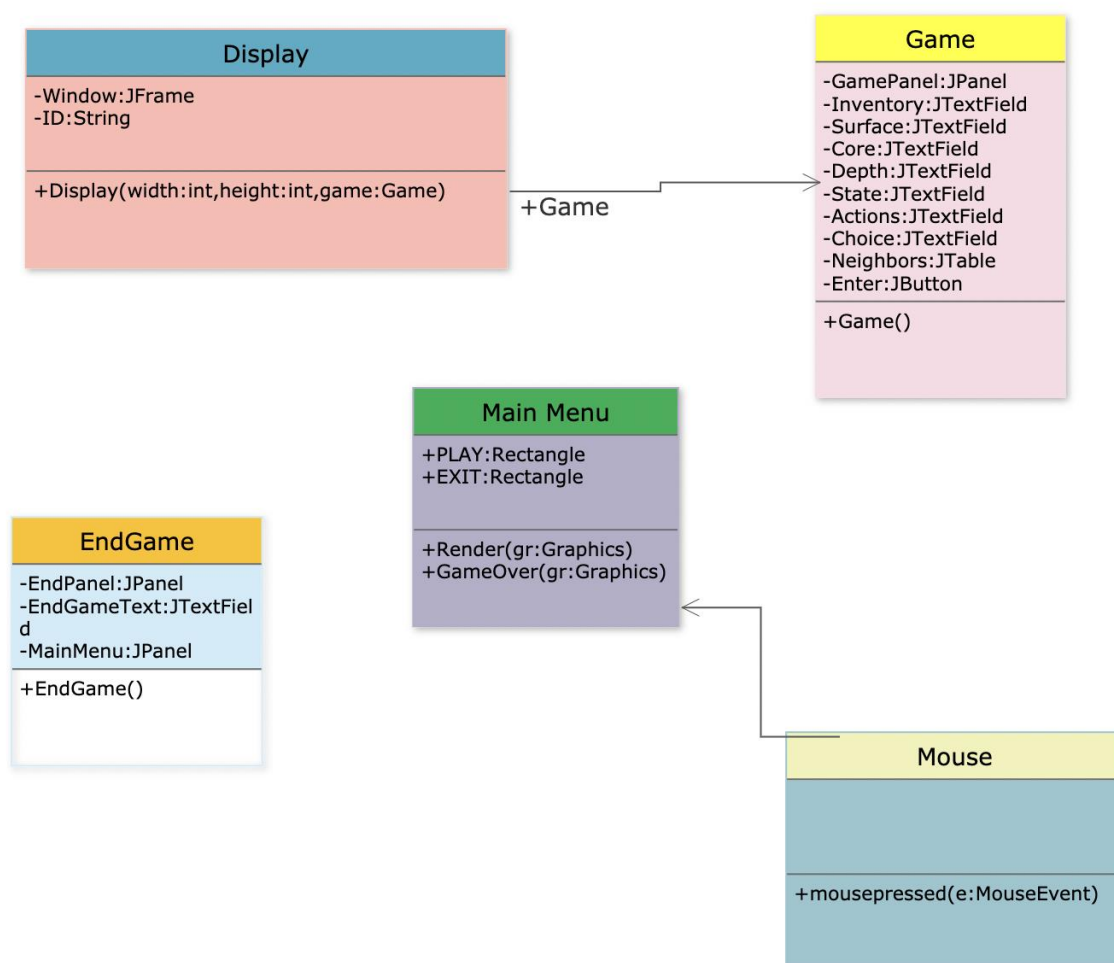 Display
-Window:JFrame
-ID:String
+Display(width:int,height:int,game:Game)
+Game
Game
-GamePanel:JPanel
-Inventory:JTextField
-Surface:JTextField
-Core:JTextField
-Depth:JTextField
-State:JTextField
-Actions:JTextField
-Choice:JTextField
-Neighbors:JTable
-Enter:JButton
+Game()
Main Menu
+PLAY:Rectangle
+EXIT:Rectangle
+Render(gr:Graphics)
+GameOver(gr:Graphics)
EndGame
-EndPanel:JPanel
-EndGameText:JTextFiel
d
-MainMenu:JPanel
+EndGame()
Mouse
+mousepressed(e:MouseEvent)